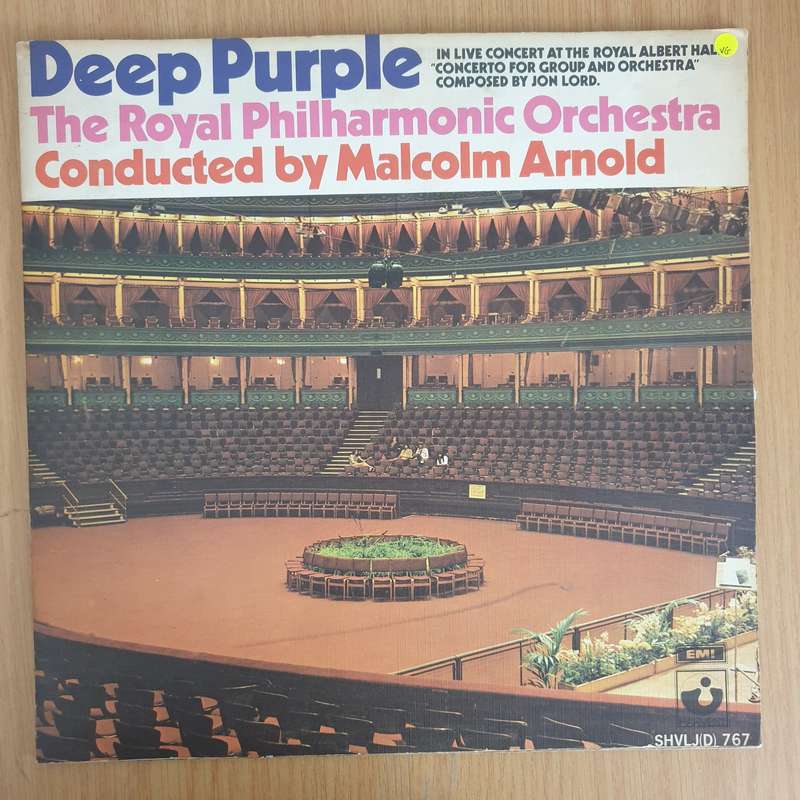 Deep Purple
IN LIVE CONCERT AT THE ROYAL ALBERT HALL
"CONCERTO FOR GROUP AND ORCHESTRA"
COMPOSED BY JON LORD.
The Royal Philharmonic Orchestra
Conducted by Malcolm Arnold
VG
EMI
SHVLJ(D). 767